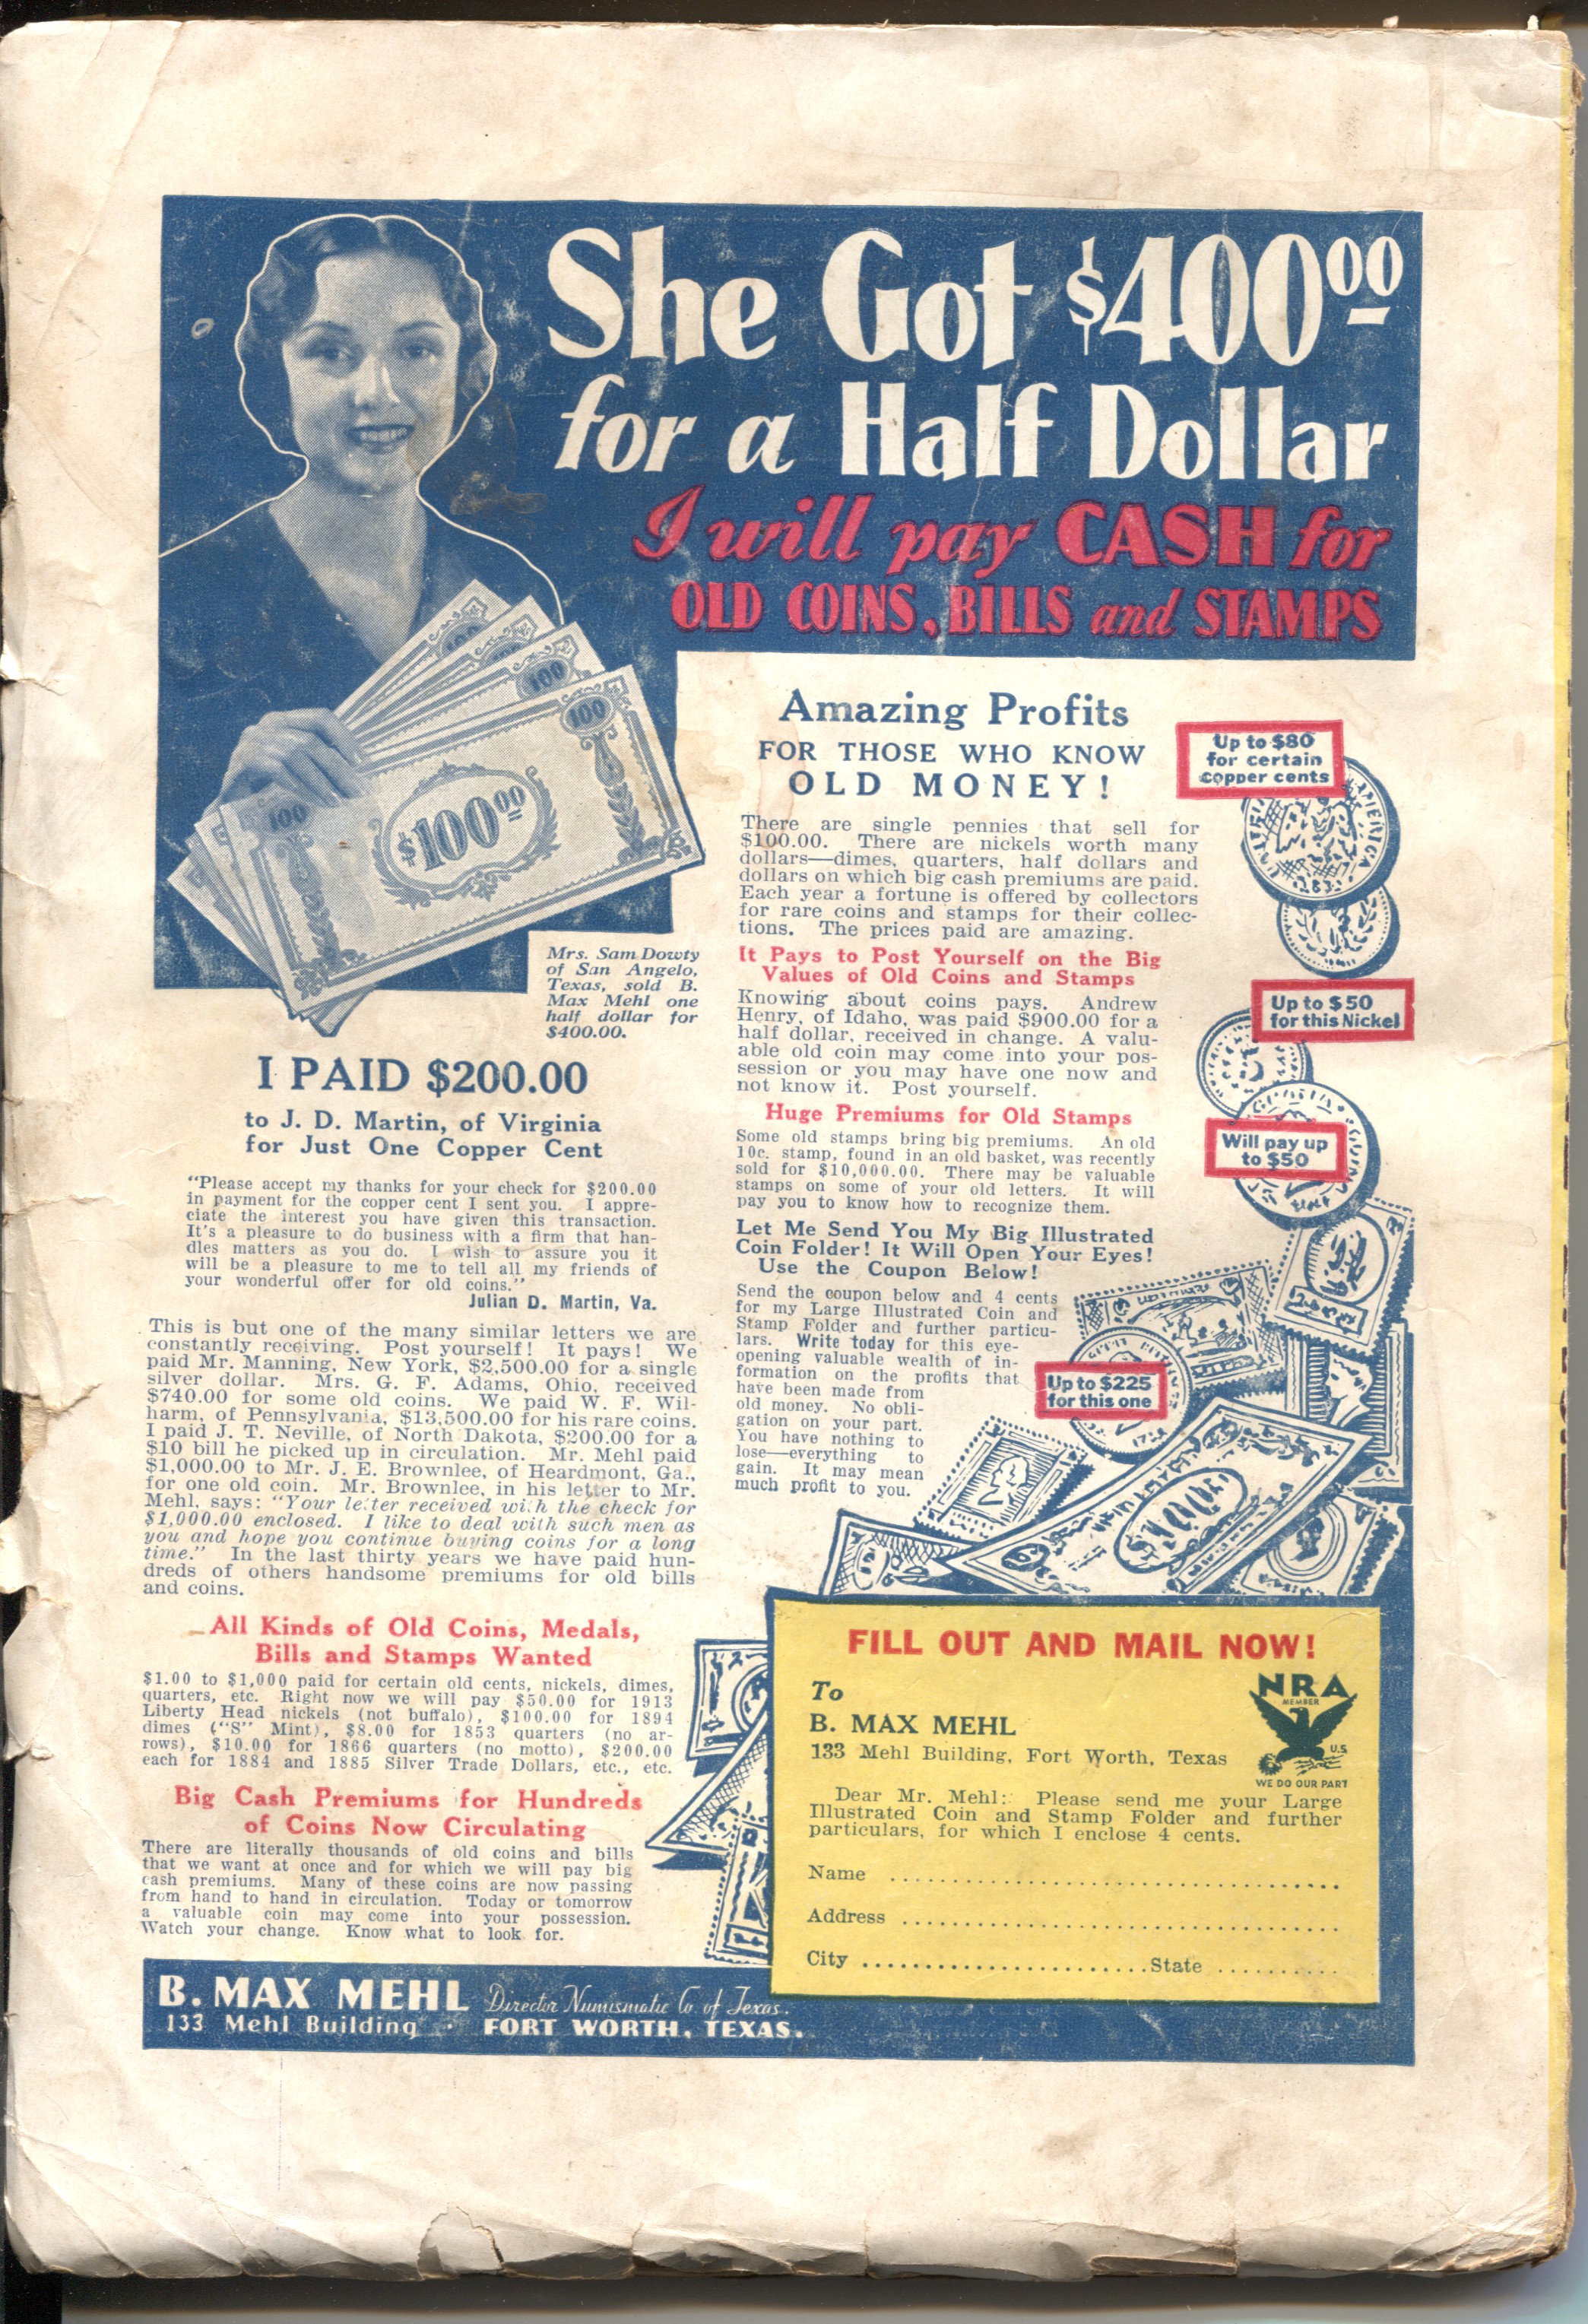 She Got $400.00
for a Half Dollar
I will pay CASH for
OLD COINS, BILLS and STAMPS
100
100
100
100
100
$100.00
Mrs. Sam Dowty
of San Angelo,
Texas, sold B.
Max Mehl one
half dollar for
$400.00.
I PAID $200.00
to J. D. Martin, of Virginia
for Just One Copper Cent
"Please accept my thanks for your check for $200.00
in payment for the copper cent I sent you. I appre-
ciate the interest you have given this transaction.
It's a pleasure to do business with a firm that han-
dles matters as you do. I wish to assure you it
will be a pleasure to me to tell all my friends of
your wonderful offer for old coins."
Julian D. Martin, Va.
This is but one of the many similar letters we are
constantly receiving. Post yourself! It pays! We
paid Mr. Manning, New York, $2,500.00 for a single
silver dollar. Mrs. G. F. Adams, Ohio, received
$740.00 for some old coins. We paid W. F. Wil-
harm, of Pennsylvania, $13,500.00 for his rare coins.
I paid J. T. Neville, of North Dakota, $200.00 for a
$10 bill he picked up in circulation. Mr. Mehl paid
$1,000.00 to Mr. J. E. Brownlee, of Heardmont, Ga.,
for one old coin. Mr. Brownlee, in his letter to Mr.
Mehl, says: "Your letter received with the check for
$1,000.00 enclosed. I like to deal with such men as
you and hope you continue buying coins for a long
time." In the last thirty years we have paid hun-
dreds of others handsome premiums for old bills
and coins.
All Kinds of Old Coins, Medals,
Bills and Stamps Wanted
$1.00 to $1,000 paid for certain old cents, nickels, dimes,
quarters, etc. Right now we will pay $50.00 for 1913
Liberty Head nickels (not buffalo), $100.00 for 1894
dimes ("S" Mint), $8.00 for 1853 quarters (no ar-
rows), $10.00 for 1866 quarters (no motto), $200.00
each for 1884 and 1885 Silver Trade Dollars, etc., etc.
Big Cash Premiums for Hundreds
of Coins Now Circulating
There are literally thousands of old coins and bills
that we want at once and for which we will pay big
cash premiums. Many of these coins are now passing
from hand to hand in circulation. Today or tomorrow
a valuable coin may come into your possession.
Watch your change. Know what to look for.
Amazing Profits
FOR THOSE WHO KNOW
OLD MONEY!
There are single pennies that sell for
$100.00. There are nickels worth many
dollars—dimes, quarters, half dollars and
dollars on which big cash premiums are paid.
Each year a fortune is offered by collectors
for rare coins and stamps for their collec-
tions. The prices paid are amazing.
It Pays to Post Yourself on the Big
Values of Old Coins and Stamps
Knowing about coins pays. Andrew
Henry, of Idaho, was paid $900.00 for a
half dollar, received in change. A valu-
able old coin may come into your pos-
session or you may have one now and
not know it. Post yourself.
Huge Premiums for Old Stamps
Some old stamps bring big premiums. An old
10c. stamp, found in an old basket, was recently
sold for $10,000.00. There may be valuable
stamps on some of your old letters. It will
pay you to know how to recognize them.
Let Me Send You My Big Illustrated
Coin Folder! It Will Open Your Eyes!
Use the Coupon Below!
Send the coupon below and 4 cents
for my Large Illustrated Coin and
Stamp Folder and further particu-
lars. Write today for this eye-
opening valuable wealth of in-
formation on the profits that
have been made from
old money. No obli-
gation on your part.
You have nothing to
lose—everything to
gain. It may mean
much profit to you.
Up to $80
for certain
copper cents
Up to $50
for this Nickel
Will pay up
to $50
Up to $225
for this one
FILL OUT AND MAIL NOW!
To
B. MAX MEHL
133 Mehl Building, Fort Worth, Texas
NRA
MEMBER
U.S.
WE DO OUR PART
Dear Mr. Mehl: Please send me your Large
Illustrated Coin and Stamp Folder and further
particulars, for which I enclose 4 cents.
Name
Address
City State
B. MAX MEHL Director Numismatic Co. of Texas.
133 Mehl Building · FORT WORTH, TEXAS.